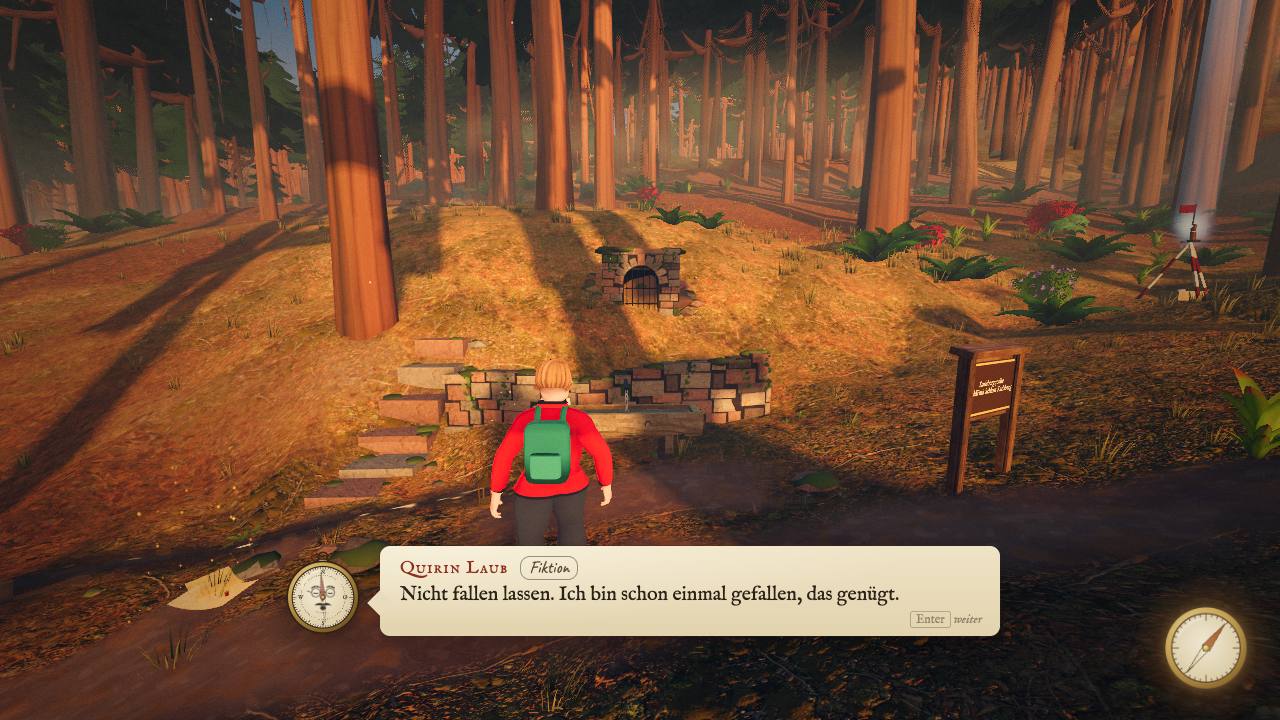 Quirin Laub
Fiktion
Nicht fallen lassen. Ich bin schon einmal gefallen, das genügt.
Enter weiter